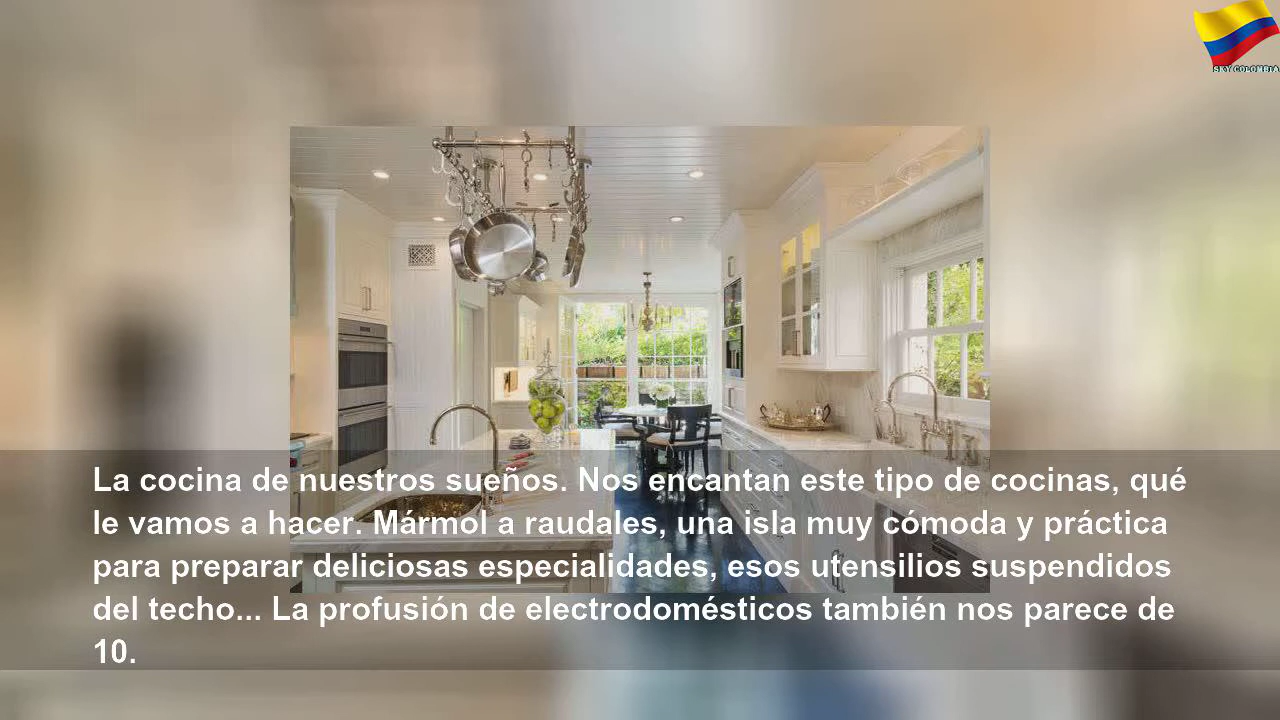 SKY COLOMBIA
La cocina de nuestros sueños. Nos encantan este tipo de cocinas, qué
le vamos a hacer. Mármol a raudales, una isla muy cómoda y práctica
para preparar deliciosas especialidades, esos utensilios suspendidos
del techo... La profusión de electrodomésticos también nos parece de
10.